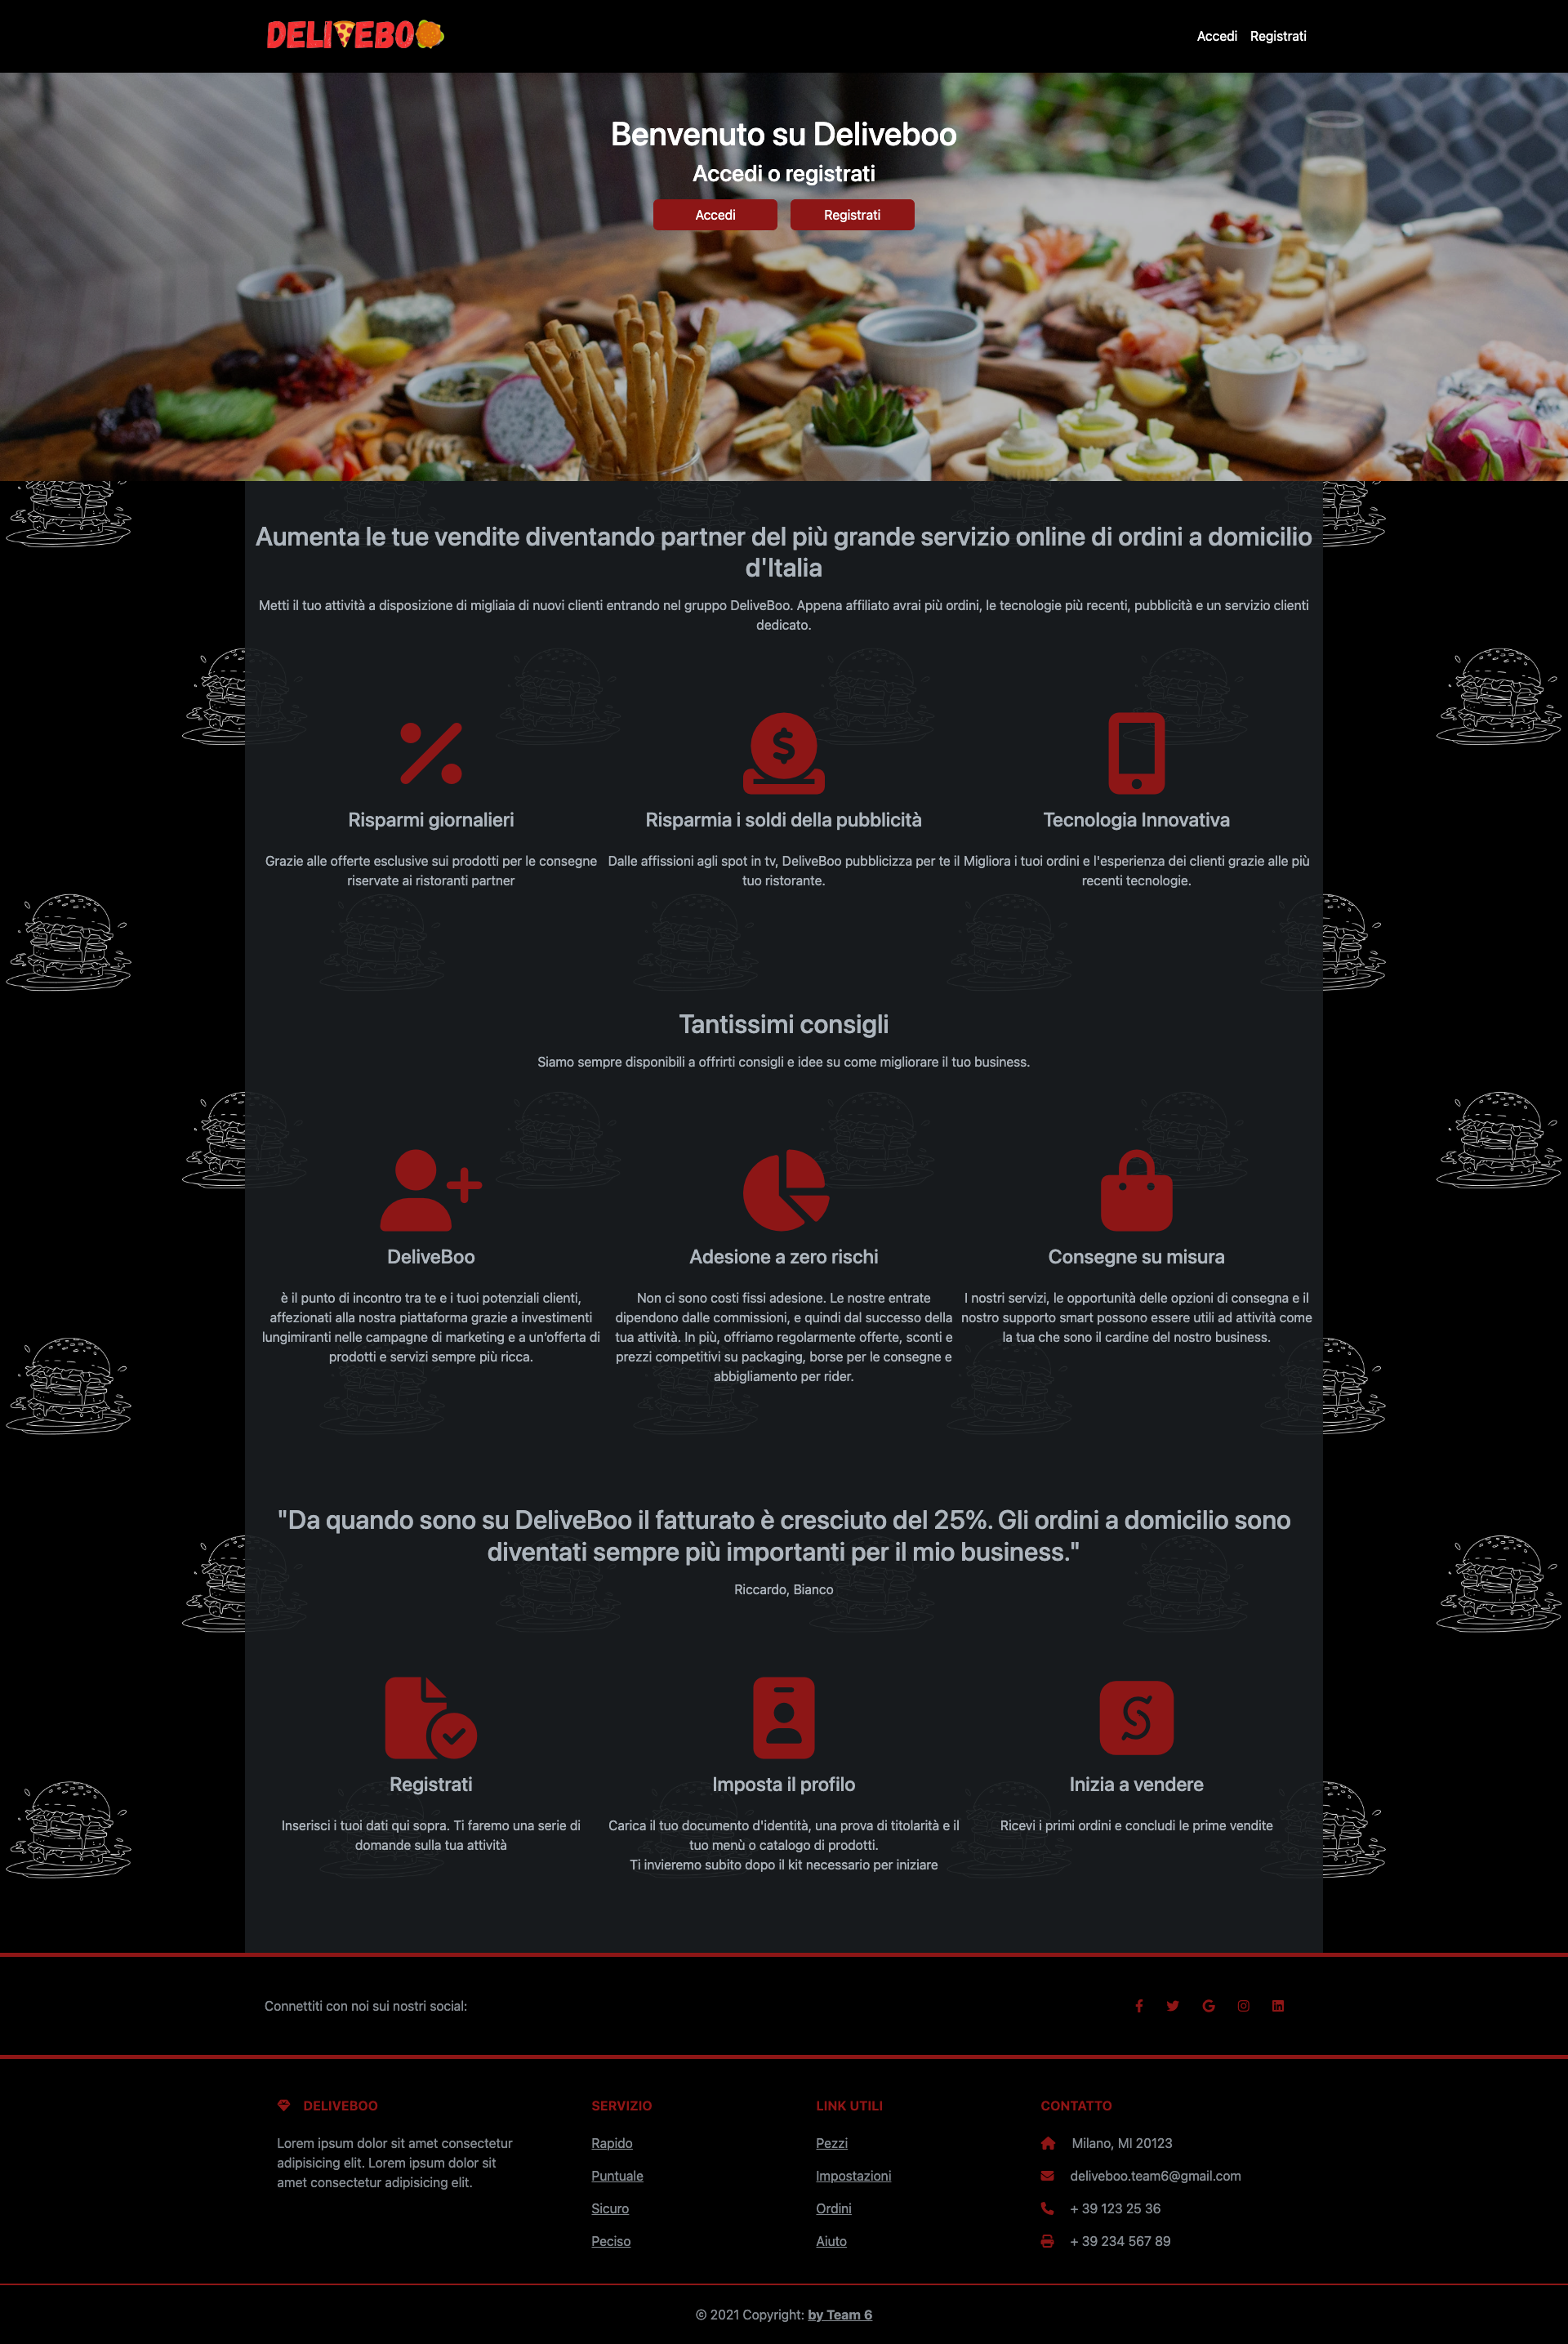 DELIVEBOO
Accedi Registrati
Benvenuto su Deliveboo
Accedi o registrati
Accedi Registrati
Aumenta le tue vendite diventando partner del più grande servizio online di ordini a domicilio
d'Italia
Metti il tuo attività a disposizione di migliaia di nuovi clienti entrando nel gruppo DeliveBoo. Appena affiliato avrai più ordini, le tecnologie più recenti, pubblicità e un servizio clienti
dedicato.
Risparmi giornalieri
Grazie alle offerte esclusive sui prodotti per le consegne
riservate ai ristoranti partner
Risparmia i soldi della pubblicità
Dalle affissioni agli spot in tv, DeliveBoo pubblicizza per te il
tuo ristorante.
Tecnologia Innovativa
Migliora i tuoi ordini e l'esperienza dei clienti grazie alle più
recenti tecnologie.
Tantissimi consigli
Siamo sempre disponibili a offrirti consigli e idee su come migliorare il tuo business.
DeliveBoo
è il punto di incontro tra te e i tuoi potenziali clienti,
affezionati alla nostra piattaforma grazie a investimenti
lungimiranti nelle campagne di marketing e a un'offerta di
prodotti e servizi sempre più ricca.
Adesione a zero rischi
Non ci sono costi fissi adesione. Le nostre entrate
dipendono dalle commissioni, e quindi dal successo della
tua attività. In più, offriamo regolarmente offerte, sconti e
prezzi competitivi su packaging, borse per le consegne e
abbigliamento per rider.
Consegne su misura
I nostri servizi, le opportunità delle opzioni di consegna e il
nostro supporto smart possono essere utili ad attività come
la tua che sono il cardine del nostro business.
"Da quando sono su DeliveBoo il fatturato è cresciuto del 25%. Gli ordini a domicilio sono
diventati sempre più importanti per il mio business."
Riccardo, Bianco
Registrati
Inserisci i tuoi dati qui sopra. Ti faremo una serie di
domande sulla tua attività
Imposta il profilo
Carica il tuo documento d'identità, una prova di titolarità e il
tuo menù o catalogo di prodotti.
Ti invieremo subito dopo il kit necessario per iniziare
Inizia a vendere
Ricevi i primi ordini e concludi le prime vendite
Connettiti con noi sui nostri social:
DELIVEBOO
Lorem ipsum dolor sit amet consectetur
adipisicing elit. Lorem ipsum dolor sit
amet consectetur adipisicing elit.
SERVIZIO
Rapido
Puntuale
Sicuro
Peciso
LINK UTILI
Pezzi
Impostazioni
Ordini
Aiuto
CONTATTO
Milano, MI 20123
deliveboo.team6@gmail.com
+ 39 123 25 36
+ 39 234 567 89
© 2021 Copyright: by Team 6